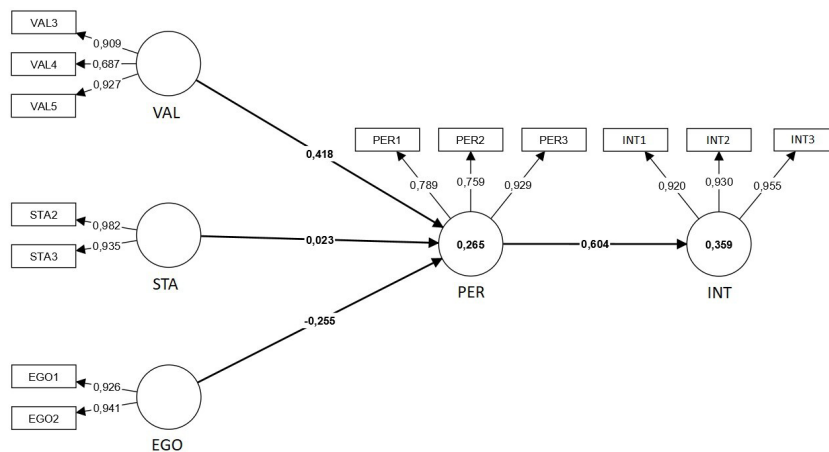 VAL3
0,909
VAL4
0,687
VAL5
0,927
VAL
0,418
PER1
PER2
PER3
0,789
0,759
0,929
INT1
INT2
INT3
0,920
0,930
0,955
STA2
0,982
STA3
0,935
STA
0,023
0,265
PER
0,604
0,359
INT
-0,255
EGO1
0,926
EGO2
0,941
EGO